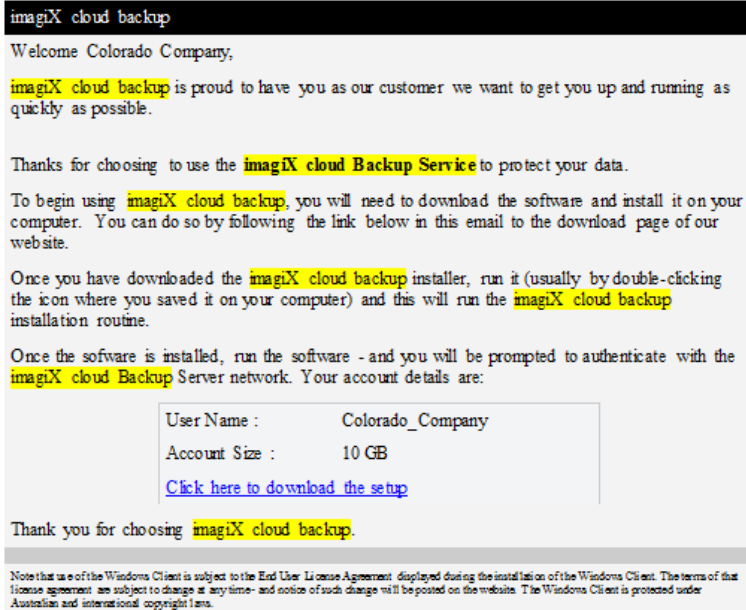 imagiX cloud backup
Welcome Colorado Company,
imagiX cloud backup is proud to have you as our customer we want to get you up and running as
quickly as possible.
Thanks for choosing to use the imagiX cloud Backup Service to protect your data.
To begin using imagiX cloud backup, you will need to download the software and install it on your
computer. You can do so by following the link below in this email to the download page of our
website.
Once you have downloaded the imagiX cloud backup installer, run it (usually by double-clicking
the icon where you saved it on your computer) and this will run the imagiX cloud backup
installation routine.
Once the sofware is installed, run the software - and you will be prompted to authenticate with the
imagiX cloud Backup Server network. Your account details are:
User Name : Colorado_Company
Account Size : 10 GB
Click here to download the setup
Thank you for choosing imagiX cloud backup.
Note that use of the Windows Client is subject to the End User License Agreement displayed during the installation of the Windows Client. The terms of that
license agreement are subject to change at any time- and notice of such change will be posted on the website. The Windows Client is protected under
Australian and international copyright laws.